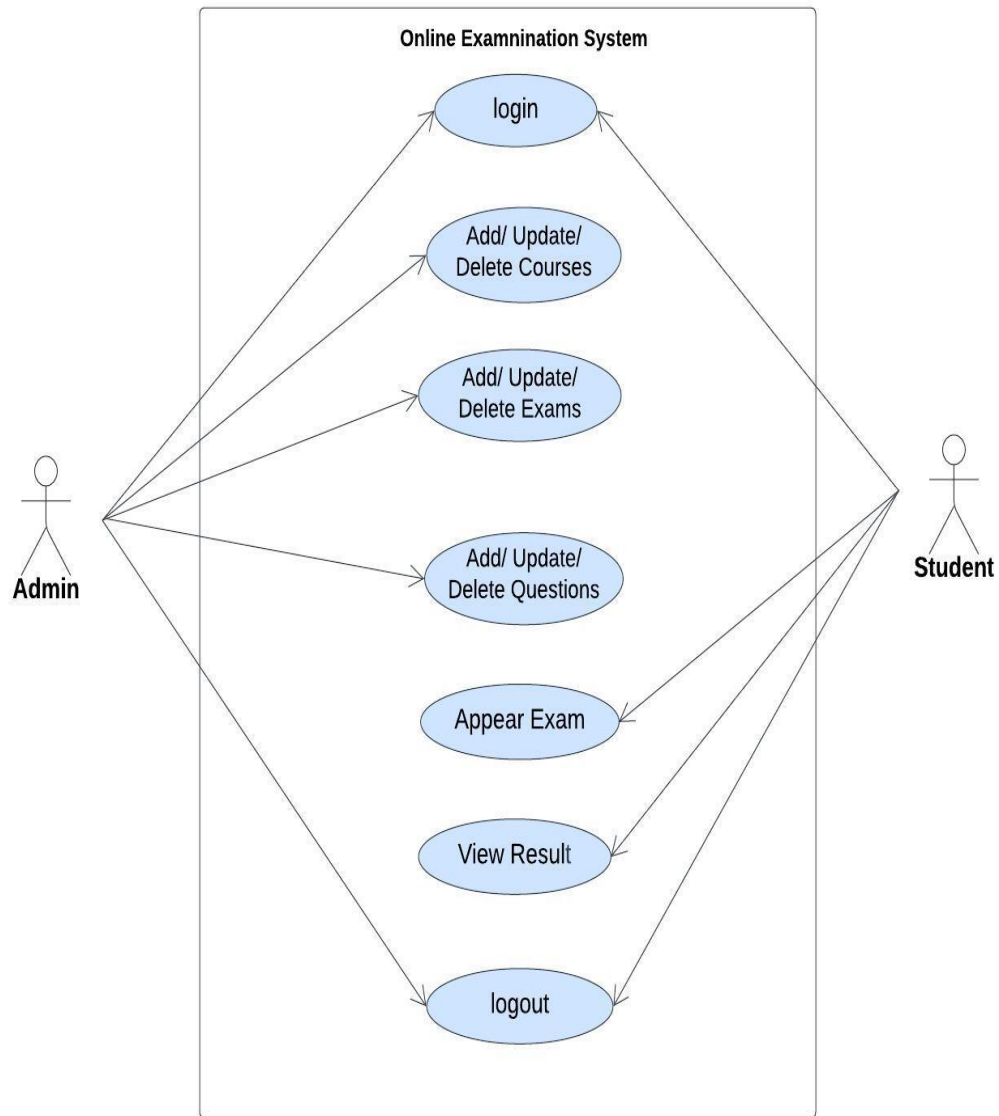 Online Examnination System
login
Add/ Update/
Delete Courses
Add/ Update/
Delete Exams
Admin
Student
Add/ Update/
Delete Questions
Appear Exam
View Result
logout